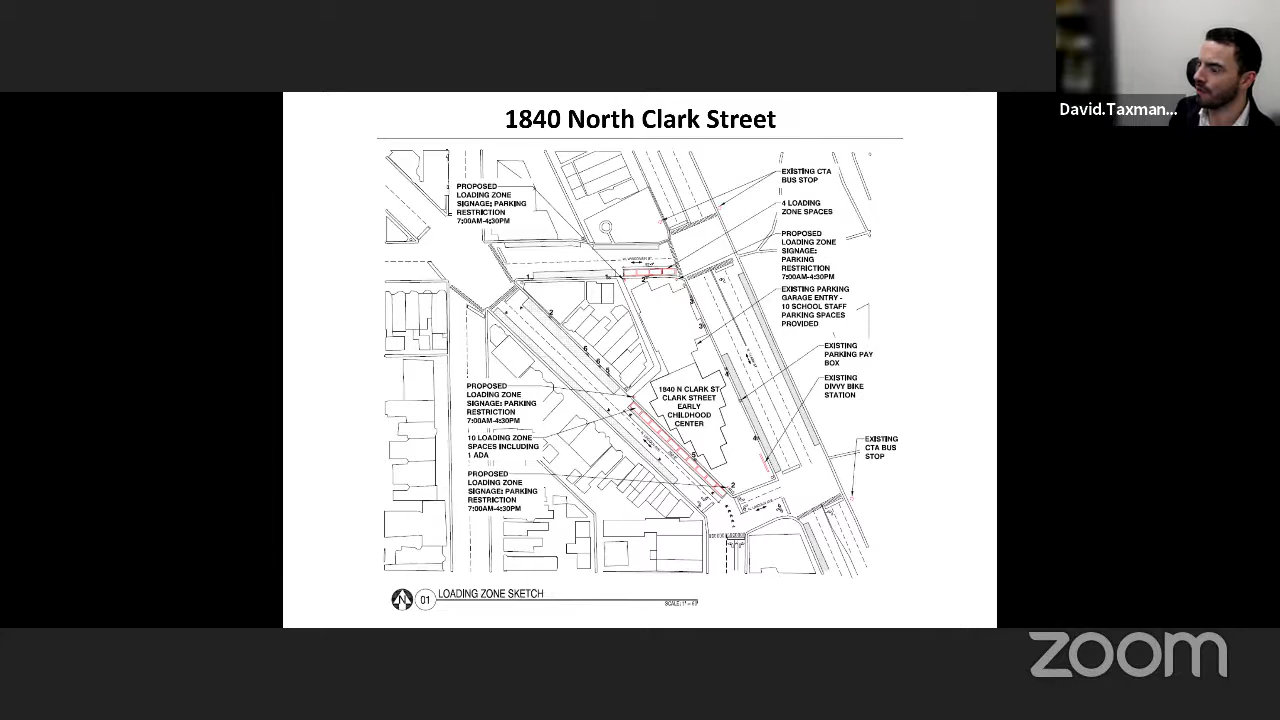 David.Taxman...
1840 North Clark Street
PROPOSED
LOADING ZONE
SIGNAGE; PARKING
RESTRICTION
7:00AM-4:30PM
EXISTING CTA
BUS STOP
4 LOADING
ZONE SPACES
PROPOSED
LOADING ZONE
SIGNAGE:
PARKING
RESTRICTION
7:00AM-4:30PM
EXISTING PARKING
GARAGE ENTRY -
10 SCHOOL STAFF
PARKING SPACES
PROVIDED
EXISTING
PARKING PAY
BOX
EXISTING
DIVVY BIKE
STATION
1840 N CLARK ST
CLARK STREET
EARLY
CHILDHOOD
CENTER
PROPOSED
LOADING ZONE
SIGNAGE; PARKING
RESTRICTION
7:00AM-4:30PM
10 LOADING ZONE
SPACES INCLUDING
1 ADA
EXISTING
CTA BUS
STOP
PROPOSED
LOADING ZONE
SIGNAGE; PARKING
RESTRICTION
7:00AM-4:30PM
N
01
LOADING ZONE SKETCH
zoom